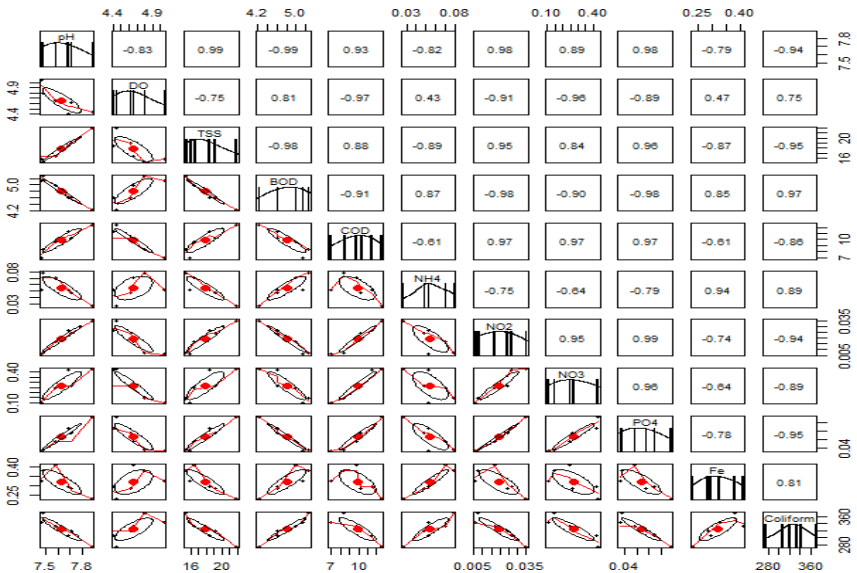 4.4 4.9 4.2 5.0 0.03 0.08 0.10 0.40 0.25 0.40
pH -0.83 0.99 -0.99 0.93 -0.82 0.98 0.89 0.98 -0.79 -0.94 7.5 7.8
4.4 4.9 DO -0.75 0.81 -0.97 0.43 -0.91 -0.96 -0.89 0.47 0.75
TSS -0.98 0.88 -0.89 0.95 0.84 0.96 -0.87 -0.95 16 20
4.2 5.0 BOD -0.91 0.87 -0.98 -0.90 -0.98 0.85 0.97
COD -0.61 0.97 0.97 0.97 -0.61 -0.86 7 10
0.03 0.08 NH4 -0.75 -0.64 -0.79 0.94 0.89
NO2 0.95 0.99 -0.74 -0.94 0.005 0.035
0.10 0.40 NO3 0.96 -0.64 -0.89
PO4 -0.78 -0.95 0.04
0.25 0.40 Fe 0.81
Coliform 280 360
7.5 7.8 16 20 7 10 0.005 0.035 0.04 280 360